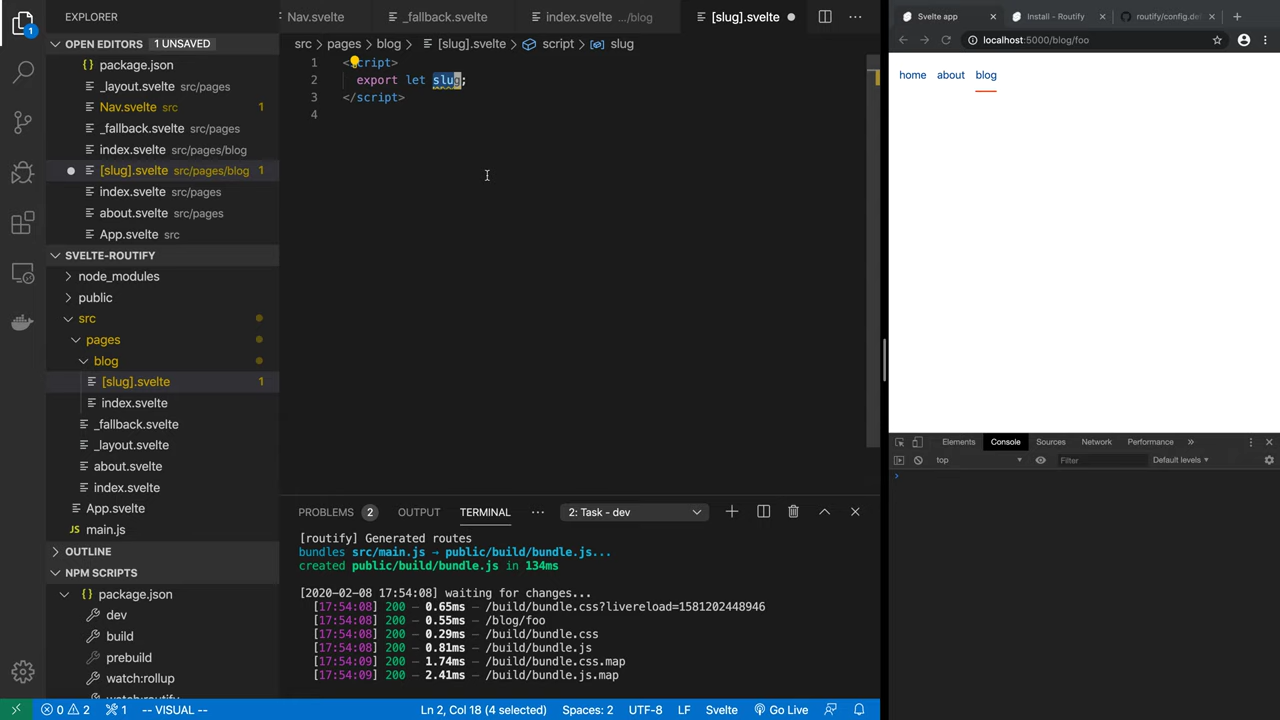 EXPLORER
OPEN EDITORS 1 UNSAVED
package.json
_layout.svelte src/pages
Nav.svelte src 1
_fallback.svelte src/pages
index.svelte src/pages/blog
[slug].svelte src/pages/blog 1
index.svelte src/pages
about.svelte src/pages
App.svelte src
SVELTE-ROUTIFY
node_modules
public
src
pages
blog
[slug].svelte 1
index.svelte
_fallback.svelte
_layout.svelte
about.svelte
index.svelte
App.svelte
main.js
OUTLINE
NPM SCRIPTS
package.json
dev
build
prebuild
watch:rollup
watch:routify
1
Nav.svelte _fallback.svelte index.svelte .../blog [slug].svelte
src > pages > blog > [slug].svelte > script > slug
1 <script>
2 export let slug;
3 </script>
4
PROBLEMS 2 OUTPUT TERMINAL ... 2: Task - dev
[routify] Generated routes
bundles src/main.js → public/build/bundle.js...
created public/build/bundle.js in 134ms
[2020-02-08 17:54:08] waiting for changes...
[17:54:08] 200 — 0.65ms — /build/bundle.css?livereload=1581202448946
[17:54:08] 200 — 0.55ms — /blog/foo
[17:54:08] 200 — 0.29ms — /build/bundle.css
[17:54:08] 200 — 0.81ms — /build/bundle.js
[17:54:09] 200 — 1.74ms — /build/bundle.css.map
[17:54:09] 200 — 2.41ms — /build/bundle.js.map
0 2 1 -- VISUAL -- Ln 2, Col 18 (4 selected) Spaces: 2 UTF-8 LF Svelte Go Live
Svelte app Install - Routify routify/config.de
localhost:5000/blog/foo
home about blog
Elements Console Sources Network Performance »
top Filter Default levels